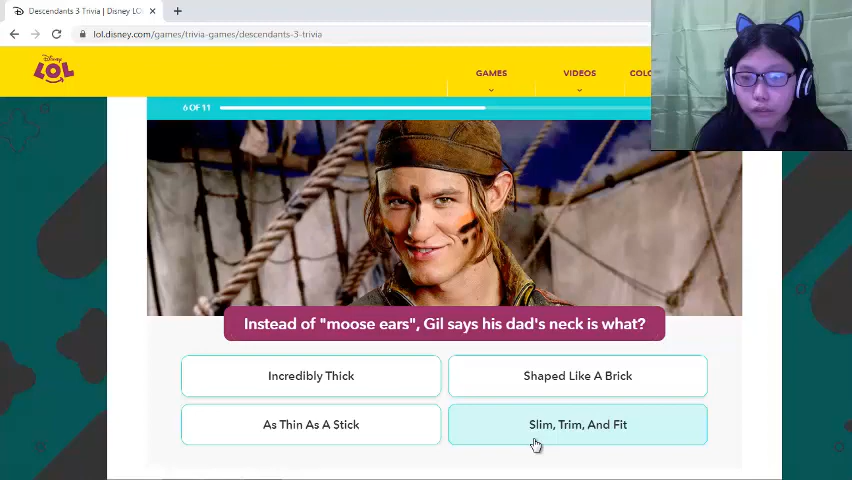 Descendants 3 Trivia | Disney LO
lol.disney.com/games/trivia-games/descendants-3-trivia
Disney
LOL
GAMES
VIDEOS
COLO
6 OF 11
Instead of "moose ears", Gil says his dad's neck is what?
Incredibly Thick
Shaped Like A Brick
As Thin As A Stick
Slim, Trim, And Fit